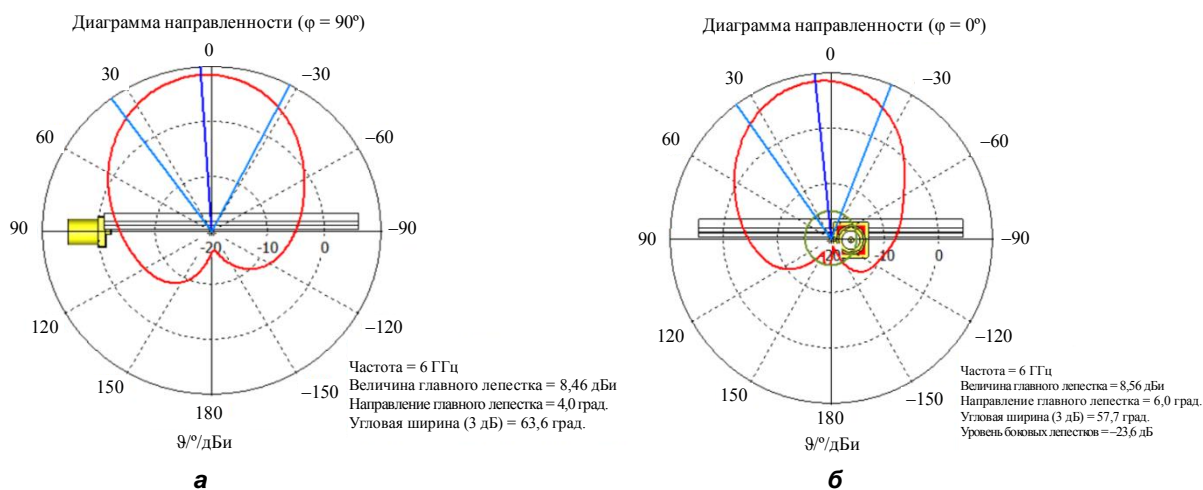 Диаграмма направленности (φ = 90º)
0
30
–30
60
–60
90
–90
–20
–10
0
120
–120
150
–150
180
ϑ/º/дБи
Частота = 6 ГГц
Величина главного лепестка = 8,46 дБи
Направление главного лепестка = 4,0 град.
Угловая ширина (3 дБ) = 63,6 град.
а
Диаграмма направленности (φ = 0º)
0
30
–30
60
–60
90
–90
–20
–10
0
120
–120
150
–150
180
ϑ/º/дБи
Частота = 6 ГГц
Величина главного лепестка = 8,56 дБи
Направление главного лепестка = 6,0 град.
Угловая ширина (3 дБ) = 57,7 град.
Уровень боковых лепестков = –23,6 дБ
б